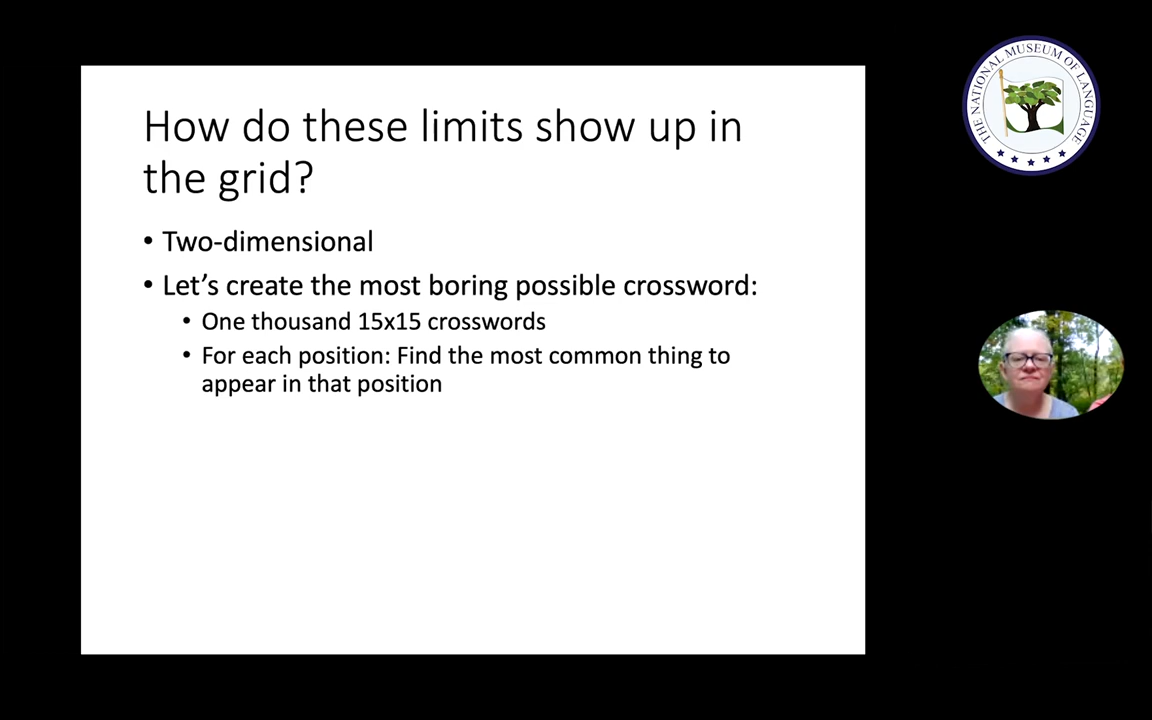 How do these limits show up in
the grid?
• Two-dimensional
• Let's create the most boring possible crossword:
• One thousand 15x15 crosswords
• For each position: Find the most common thing to
appear in that position
THE NATIONAL MUSEUM OF LANGUAGE